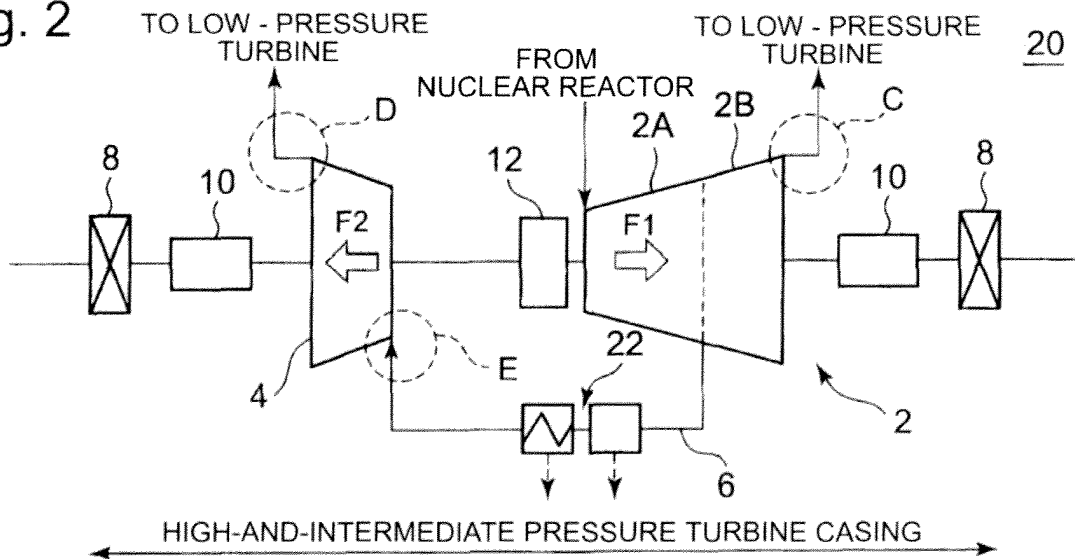 g. 2
TO LOW - PRESSURE
TURBINE
FROM
NUCLEAR REACTOR
TO LOW - PRESSURE
TURBINE
20
D
C
2A
2B
8
10
12
10
8
F2
F1
E
22
4
2
6
HIGH-AND-INTERMEDIATE PRESSURE TURBINE CASING